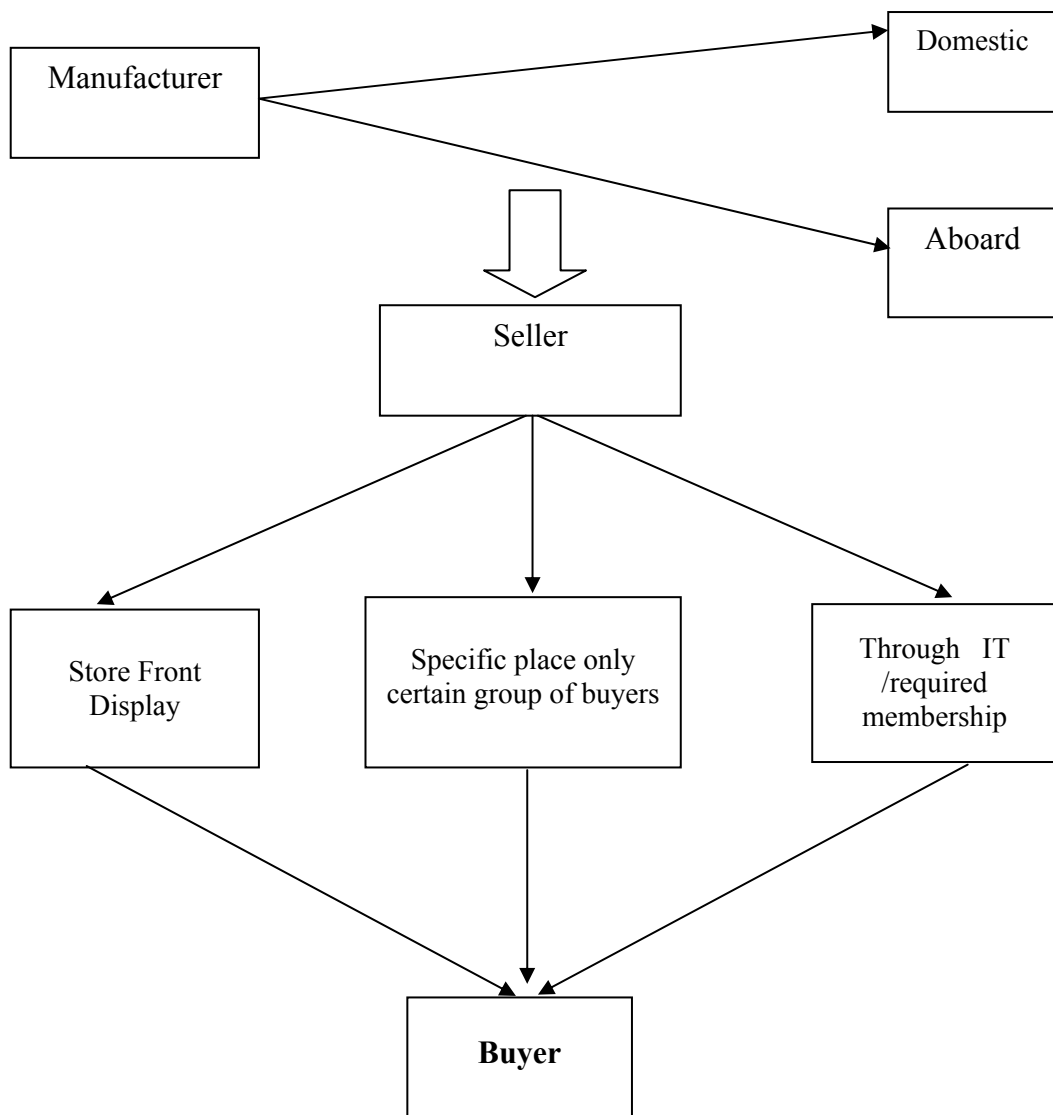 Domestic
Manufacturer
Aboard
Seller
Store Front
Display
Specific place only
certain group of buyers
Through IT
/required
membership
Buyer